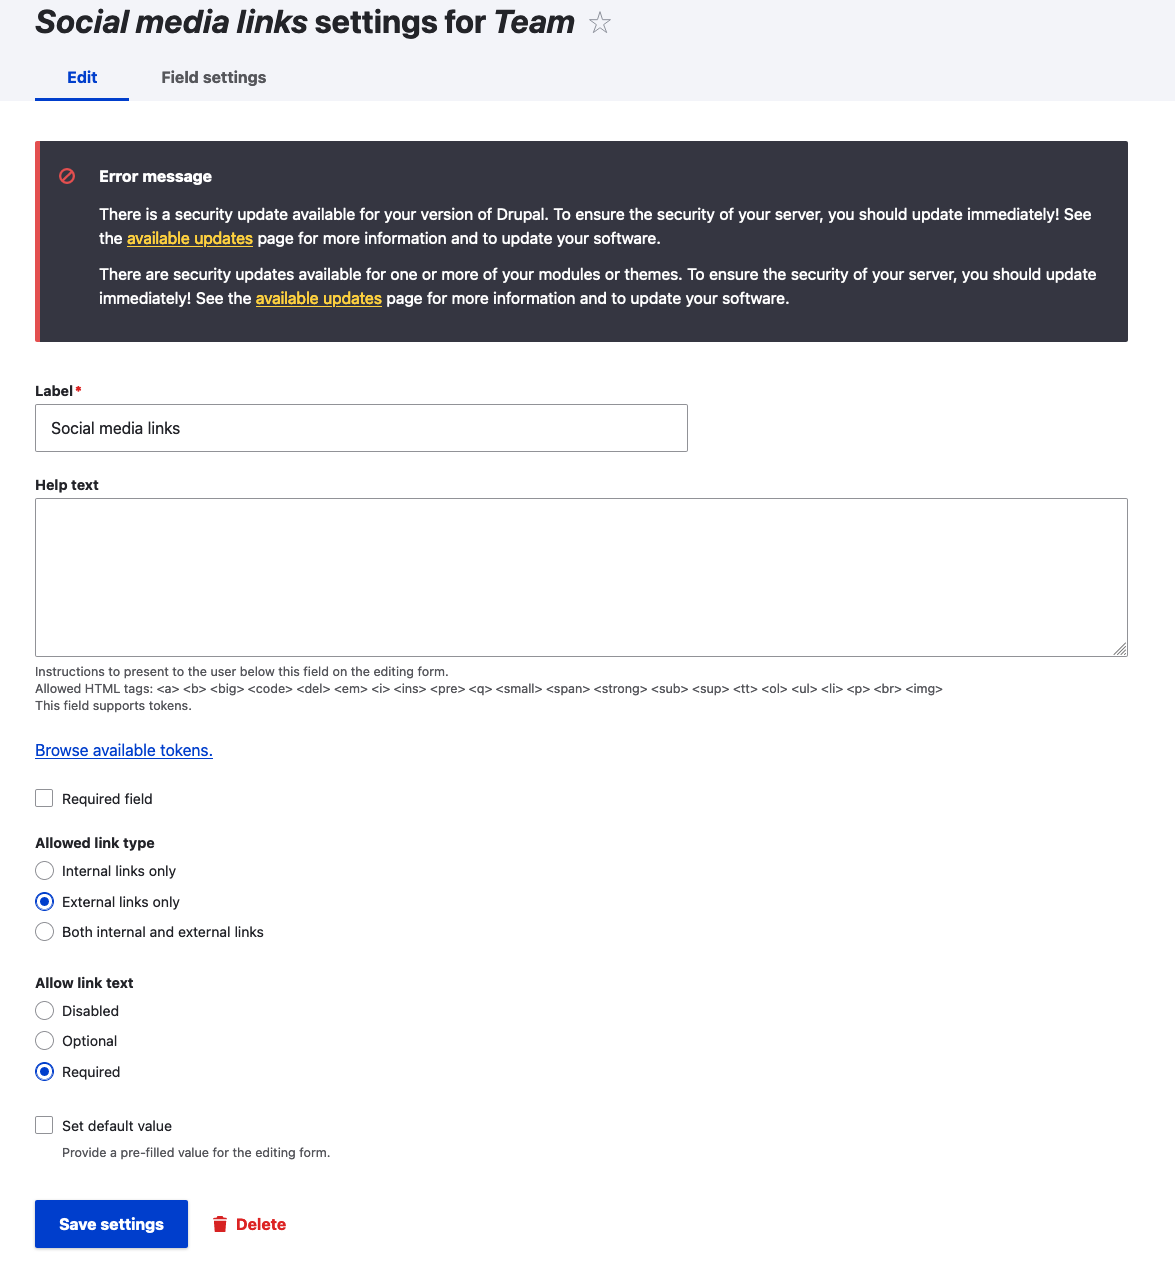 Social media links settings for Team
Edit
Field settings
Error message
There is a security update available for your version of Drupal. To ensure the security of your server, you should update immediately! See
the available updates page for more information and to update your software.
There are security updates available for one or more of your modules or themes. To ensure the security of your server, you should update
immediately! See the available updates page for more information and to update your software.
Label*
Social media links
Help text
Instructions to present to the user below this field on the editing form.
Allowed HTML tags: <a> <b> <big> <code> <del> <em> <i> <ins> <pre> <q> <small> <span> <strong> <sub> <sup> <tt> <ol> <ul> <li> <p> <br> <img>
This field supports tokens.
Browse available tokens.
Required field
Allowed link type
Internal links only
External links only
Both internal and external links
Allow link text
Disabled
Optional
Required
Set default value
Provide a pre-filled value for the editing form.
Save settings
Delete